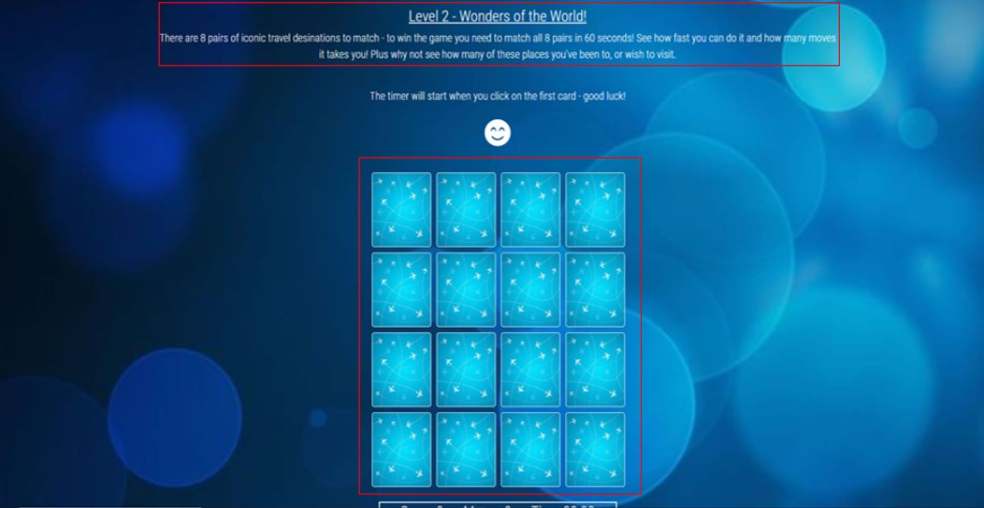 Level 2 - Wonders of the World!
There are 8 pairs of iconic travel desinations to match - to win the game you need to match all 8 pairs in 60 seconds! See how fast you can do it and how many moves
it takes you! Plus why not see how many of these places you've been to, or wish to visit.
The timer will start when you click on the first card - good luck!